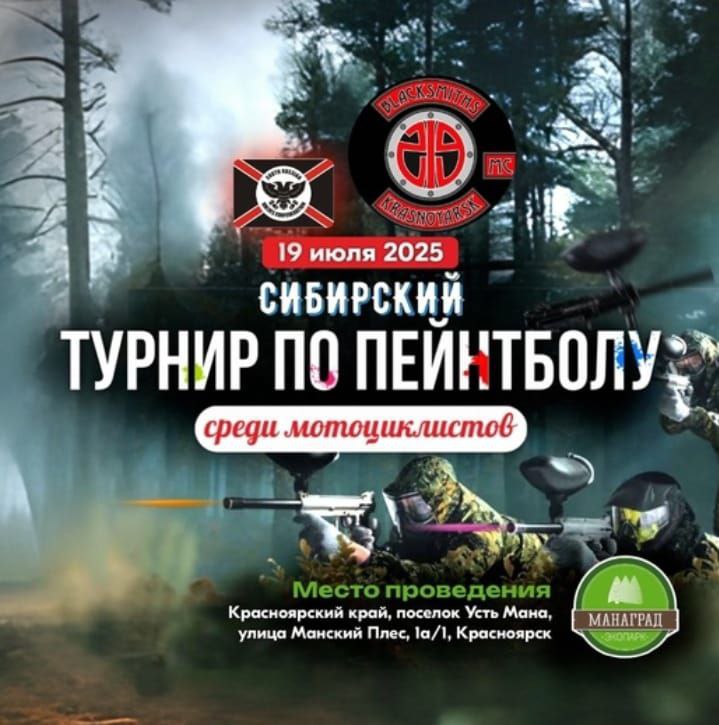 BLACKSMITHS
219
MC
KRASNOYARSK
19 июля 2025
СИБИРСКИЙ
ТУРНИР ПО ПЕЙНТБОЛУ
среди мотоциклистов
Место проведения
Красноярский край, поселок Усть Мана,
улица Манский Плес, 1а/1, Красноярск
МАНАГРАД
•ЭКОПАРК•